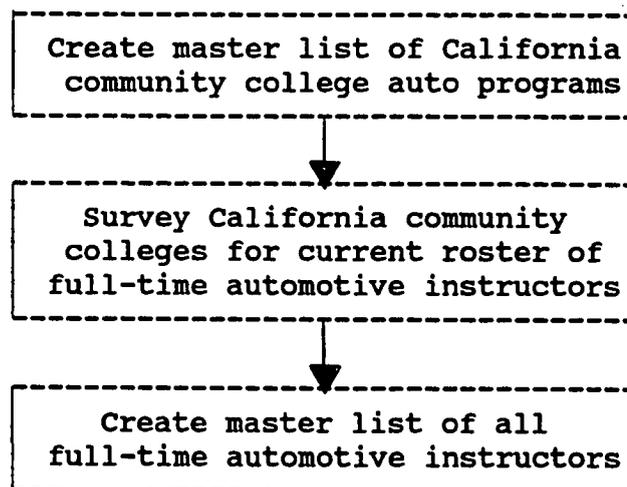 Create master list of California
community college auto programs
Survey California community
colleges for current roster of
full-time automotive instructors
Create master list of all
full-time automotive instructors